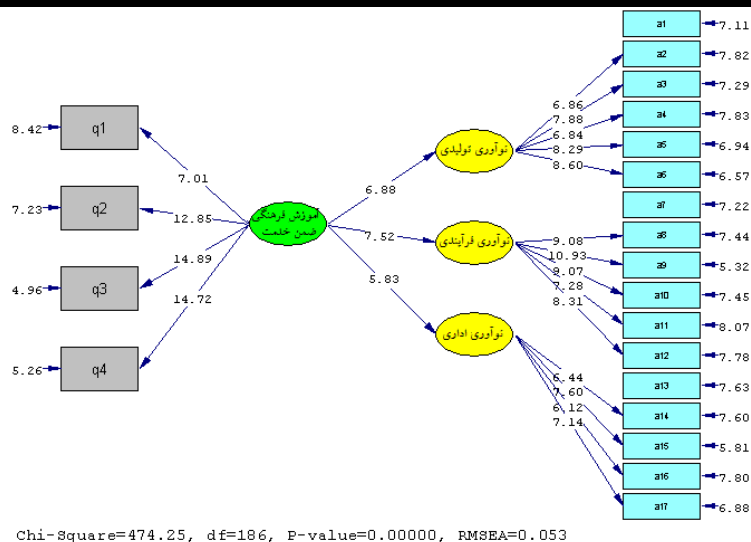 a1
7.11
a2
7.82
a3
7.29
a4
7.83
a5
6.94
a6
6.57
a7
7.22
a8
7.44
a9
5.32
a10
7.45
a11
8.07
a12
7.78
a13
7.63
a14
7.60
a15
5.81
a16
7.80
a17
6.88
6.86
7.88
6.84
8.29
8.60
نوآوری تولیدی
9.08
10.93
9.07
7.28
8.31
نوآوری فرآیندی
6.44
7.60
6.12
7.14
نوآوری اداری
6.88
7.52
5.83
آموزش فرهنگی
ضمن خدمت
7.01
12.85
14.89
14.72
8.42
q1
7.23
q2
4.96
q3
5.26
q4
Chi-Square=474.25, df=186, P-value=0.00000, RMSEA=0.053